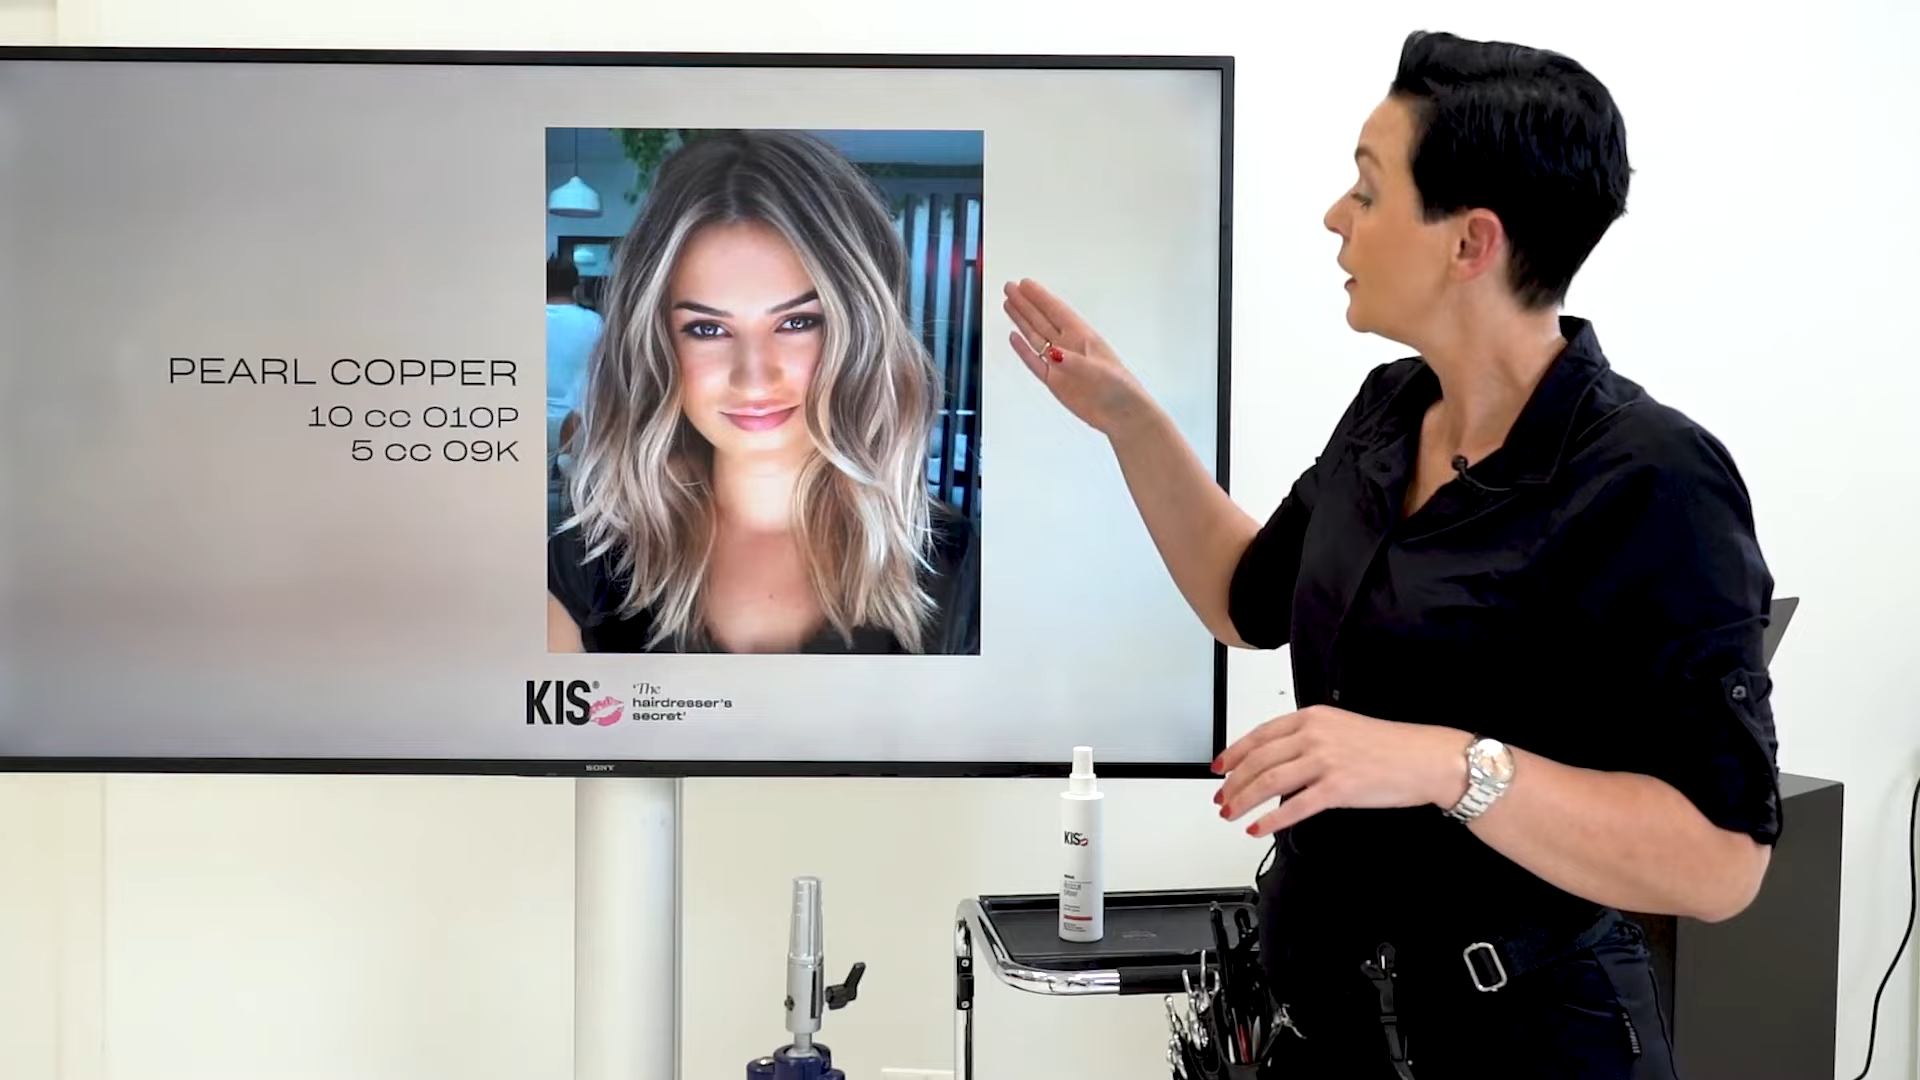 PEARL COPPER
10 cc 010P
5 cc 09K
KIS®
'The
hairdresser's
secret'
SONY
KIS